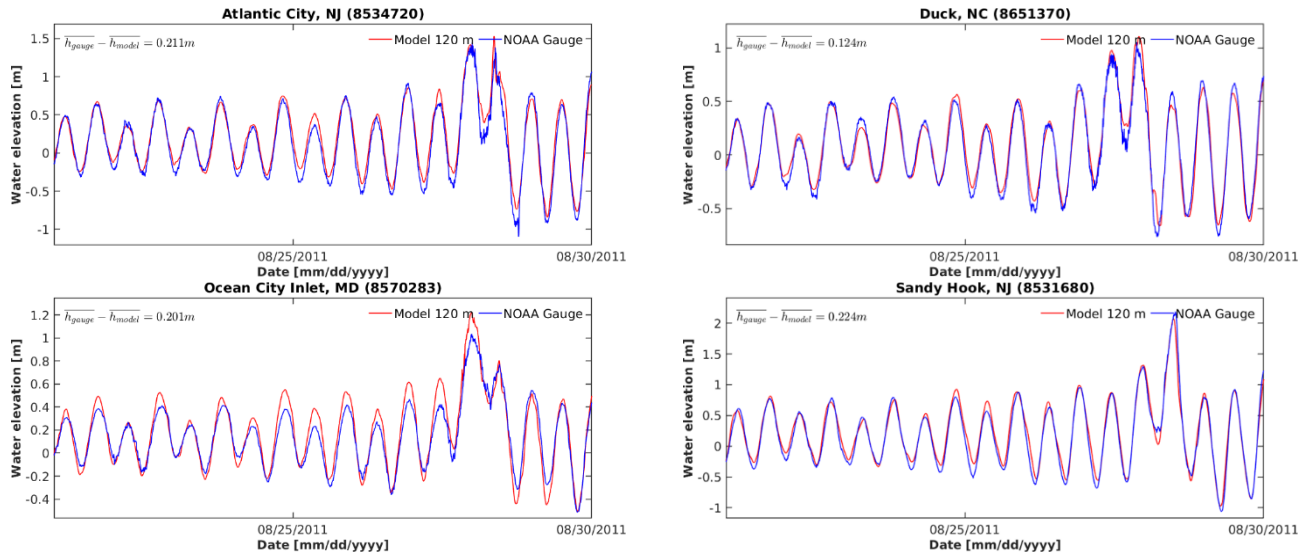 Atlantic City, NJ (8534720)
h_gauge − h_model = 0.211m
Model 120 m
NOAA Gauge
1.5
1
0.5
0
-0.5
-1
Water elevation [m]
08/25/2011
08/30/2011
Date [mm/dd/yyyy]
Duck, NC (8651370)
h_gauge − h_model = 0.124m
Model 120 m
NOAA Gauge
1
0.5
0
-0.5
Water elevation [m]
08/25/2011
08/30/2011
Date [mm/dd/yyyy]
Ocean City Inlet, MD (8570283)
h_gauge − h_model = 0.201m
Model 120 m
NOAA Gauge
1.2
1
0.8
0.6
0.4
0.2
0
-0.2
-0.4
Water elevation [m]
08/25/2011
08/30/2011
Date [mm/dd/yyyy]
Sandy Hook, NJ (8531680)
h_gauge − h_model = 0.224m
Model 120 m
NOAA Gauge
2
1.5
1
0.5
0
-0.5
-1
Water elevation [m]
08/25/2011
08/30/2011
Date [mm/dd/yyyy]